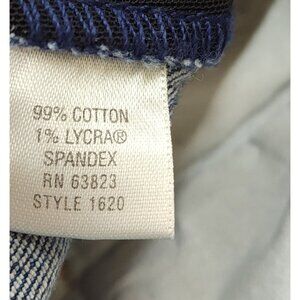 99% COTTON
1% LYCRA®
SPANDEX
RN 63823
STYLE 1620